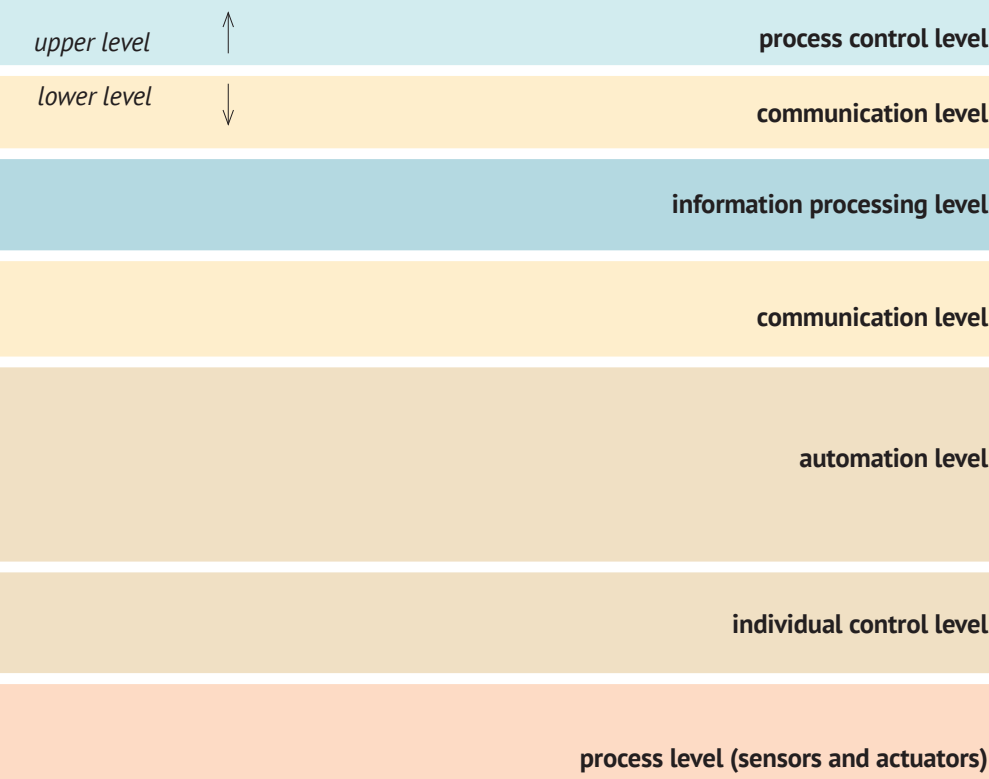 upper level
process control level
lower level
communication level
information processing level
communication level
automation level
individual control level
process level (sensors and actuators)